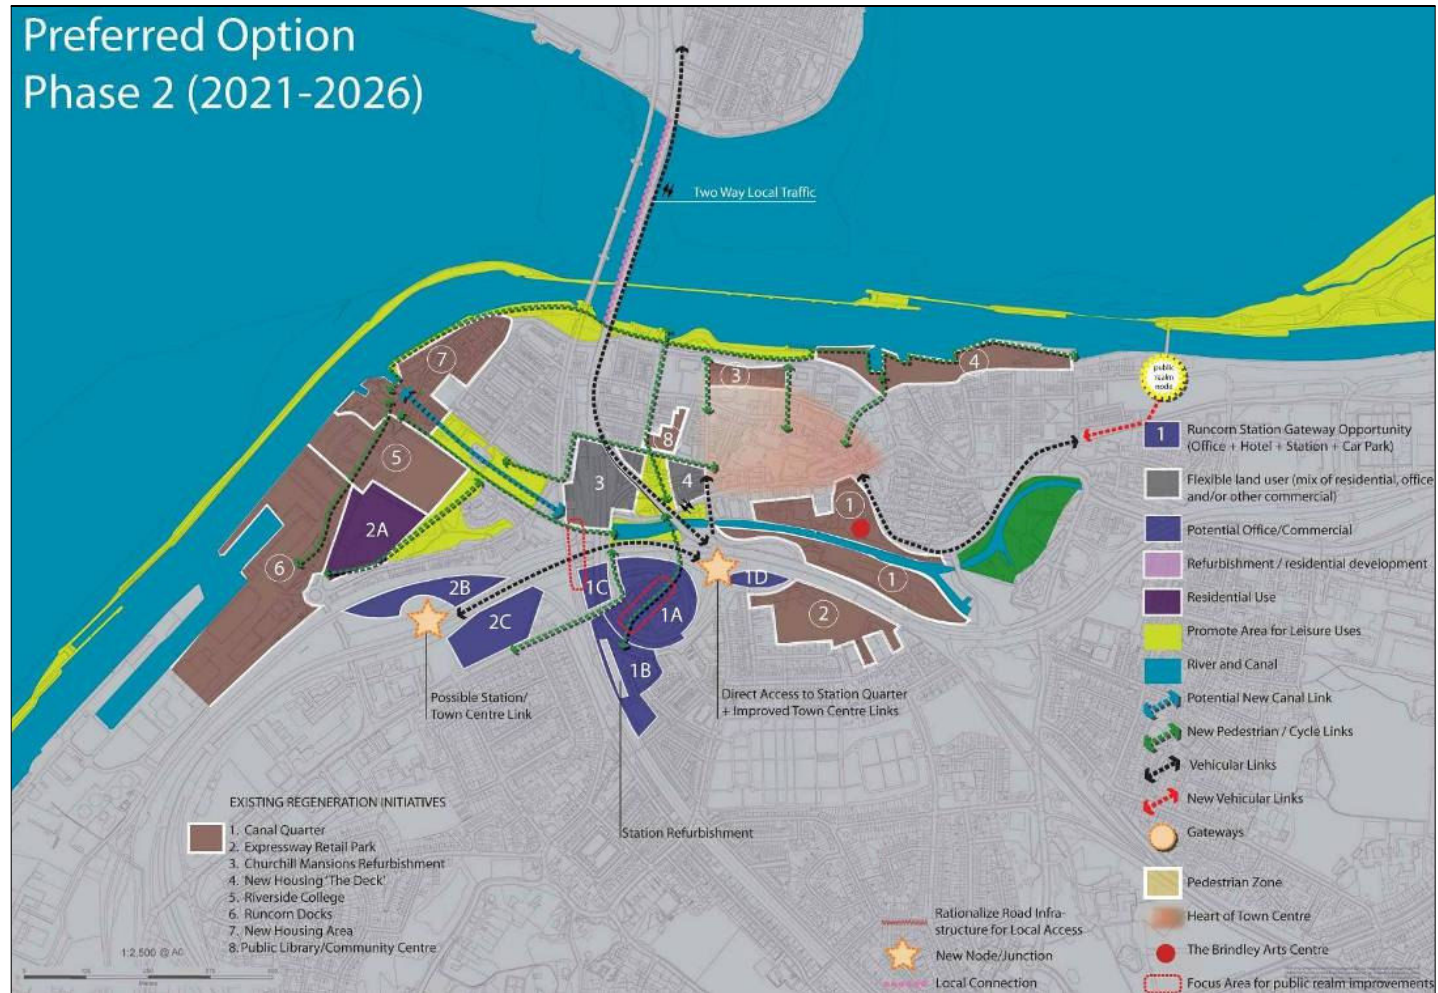 Preferred Option
Phase 2 (2021-2026)
Two Way Local Traffic
7
3
4
public
realm
node
8
5
3
4
2A
1
6
1
2B
1C
1D
2C
1A
2
1B
Possible Station/
Town Centre Link
Direct Access to Station Quarter
+ Improved Town Centre Links
Station Refurbishment
EXISTING REGENERATION INITIATIVES
1. Canal Quarter
2. Expressway Retail Park
3. Churchill Mansions Refurbishment
4. New Housing 'The Deck'
5. Riverside College
6. Runcorn Docks
7. New Housing Area
8. Public Library/Community Centre
1:2,500 @ A0
1 Runcorn Station Gateway Opportunity
(Office + Hotel + Station + Car Park)
Flexible land user (mix of residential, office
and/or other commercial)
Potential Office/Commercial
Refurbishment / residential development
Residential Use
Promote Area for Leisure Uses
River and Canal
Potential New Canal Link
New Pedestrian / Cycle Links
Vehicular Links
New Vehicular Links
Gateways
Pedestrian Zone
Heart of Town Centre
The Brindley Arts Centre
Focus Area for public realm improvements
Rationalize Road Infra-
structure for Local Access
New Node/Junction
Local Connection